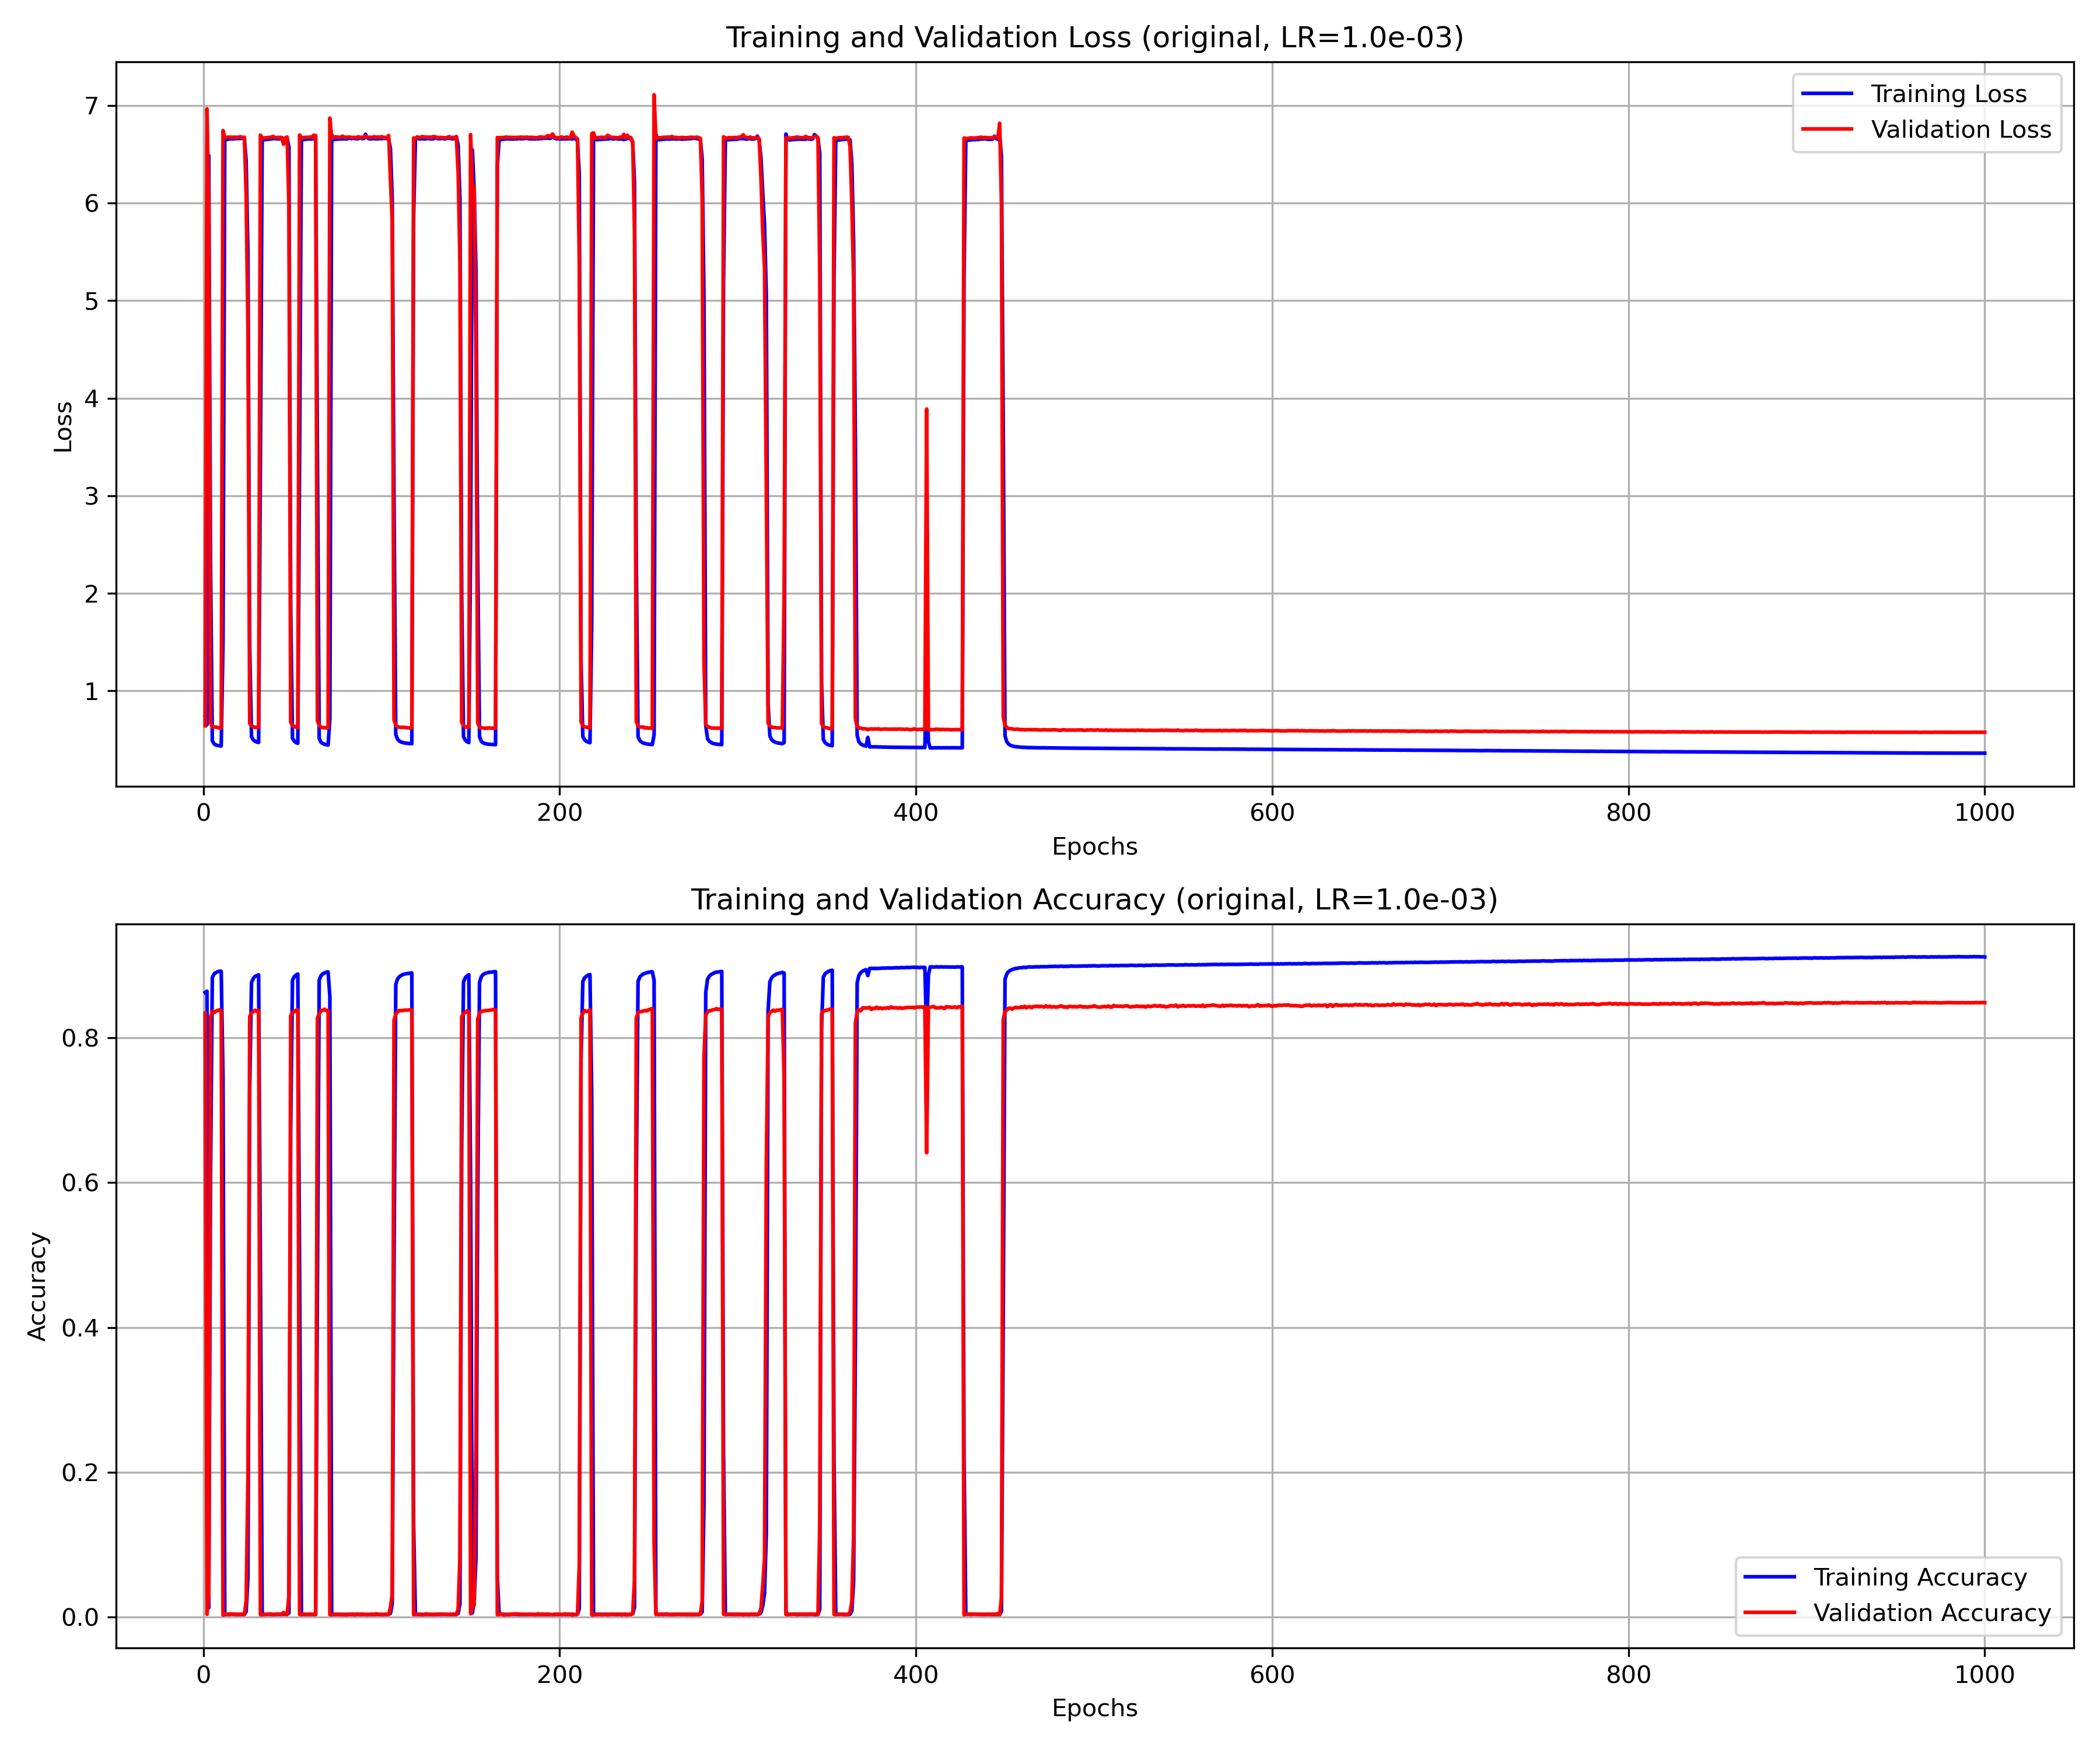 Training and Validation Loss (original, LR=1.0e-03)
Training Loss
Validation Loss
7
6
5
4
3
2
1
Loss
0 200 400 600 800 1000
Epochs
Training and Validation Accuracy (original, LR=1.0e-03)
0.8
0.6
0.4
0.2
0.0
Accuracy
Training Accuracy
Validation Accuracy
0 200 400 600 800 1000
Epochs